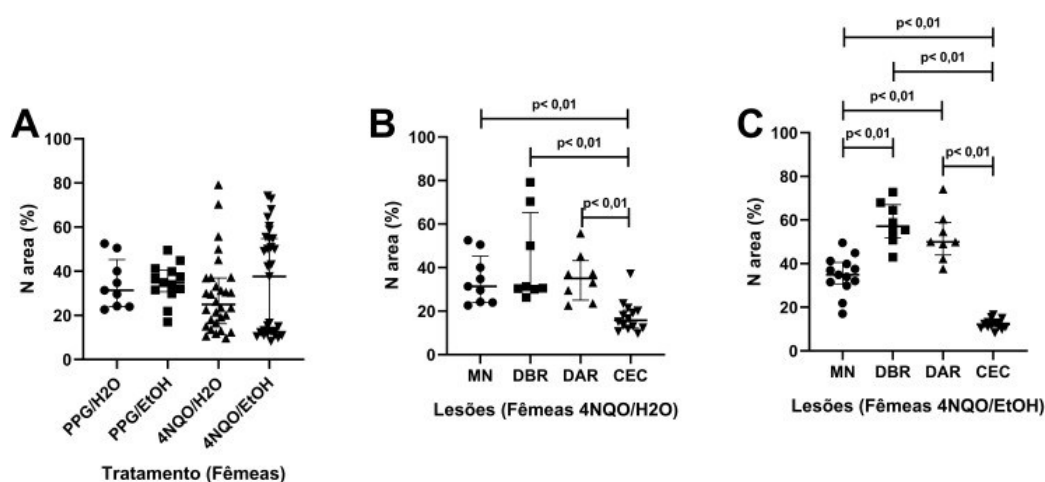 A
N area (%)
100
80
60
40
20
0
PPG/H2O
PPG/EtOH
4NQO/H2O
4NQO/EtOH
Tratamento (Fêmeas)
B
p< 0,01
p< 0,01
p< 0,01
N area (%)
100
80
60
40
20
0
MN DBR DAR CEC
Lesões (Fêmeas 4NQO/H2O)
C
p< 0,01
p< 0,01
p< 0,01
p< 0,01
p< 0,01
N area (%)
100
80
60
40
20
0
MN DBR DAR CEC
Lesões (Fêmeas 4NQO/EtOH)